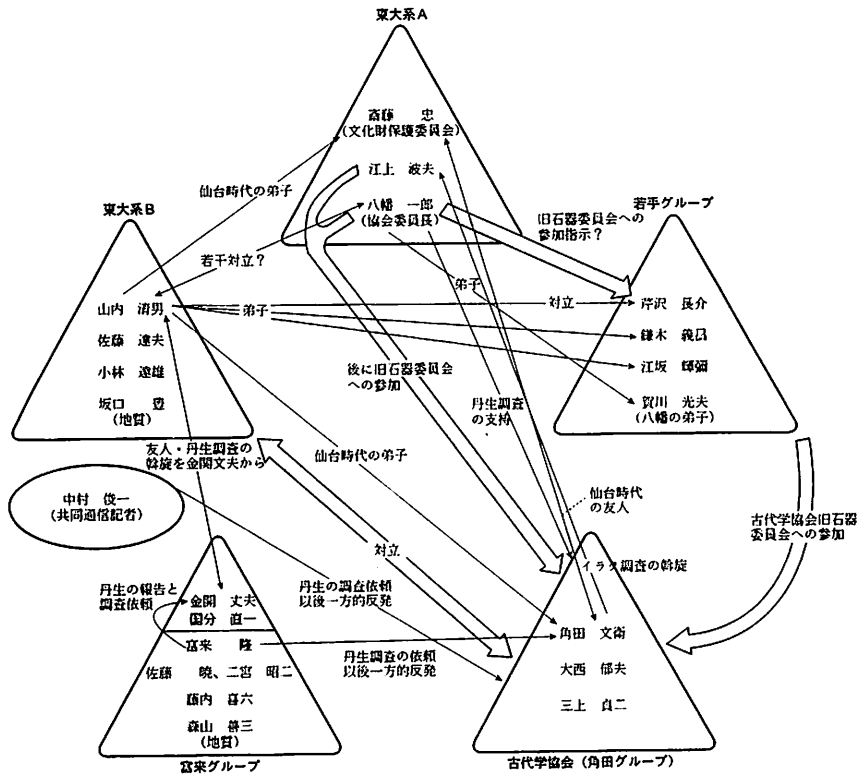 東大系A
斎藤　忠
(文化財保護委員会)
江上　波夫
八幡　一郎
(協会委員長)
仙台時代の弟子
東大系B
若手グループ
旧石器委員会への
参加指示?
若干対立?
弟子
山内　清男
弟子
対立
芹沢　長介
佐藤　達夫
鎌木　義昌
小林　達雄
江坂　輝彌
坂口　豊
(地質)
賀川　光夫
(八幡の弟子)
後に旧石器委員会
への参加
丹生調査
の支持
友人・丹生調査の
斡旋を金関丈夫から
仙台時代の弟子
中村　俊一
(共同通信記者)
仙台時代
の友人
古代学協会旧石器
委員会への参加
対立
イラク調査の斡旋
丹生の報告と
調査依頼
丹生の調査依頼
以後一方的反発
金関　丈夫
国分　直一
富来　隆
角田　文衛
佐藤　暁、二宮　昭二
丹生調査の依頼
以後一方的反発
大西　郁夫
藤内　喜六
三上　貞二
森山　善三
(地質)
富来グループ
古代学協会(角田グループ)